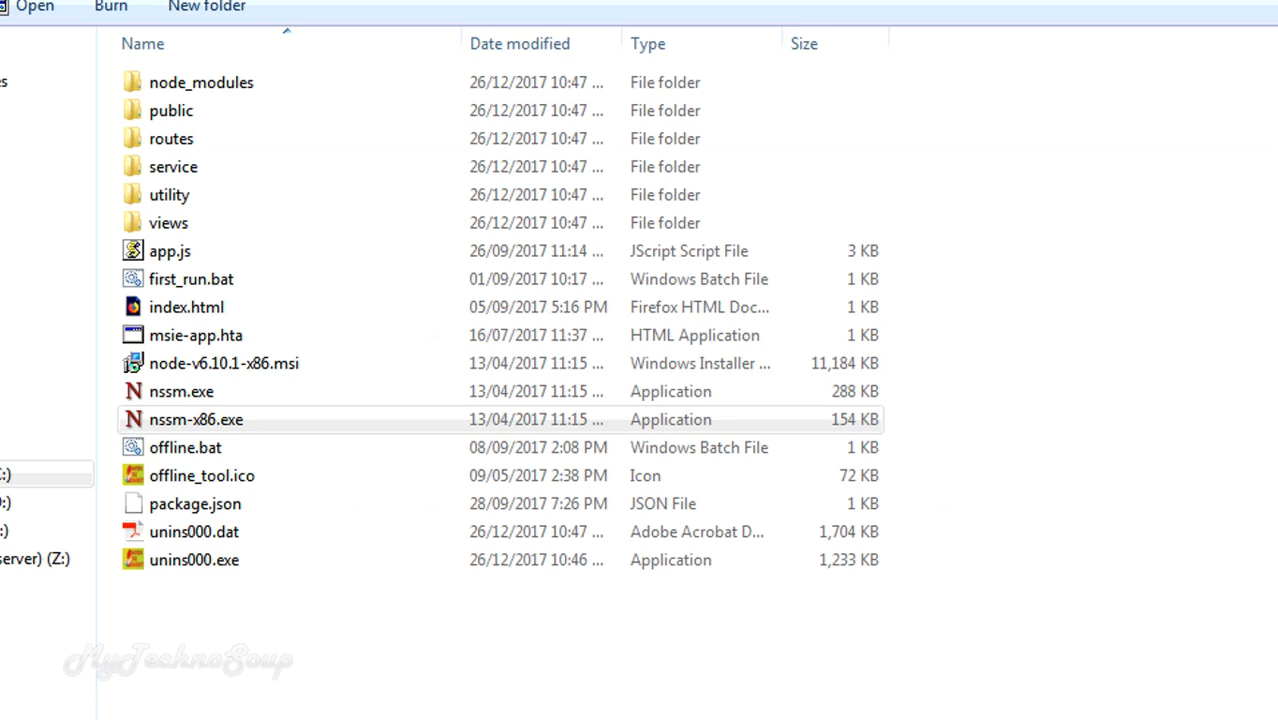 Open Burn New folder
Name Date modified Type Size
node_modules 26/12/2017 10:47 ... File folder
public 26/12/2017 10:47 ... File folder
routes 26/12/2017 10:47 ... File folder
service 26/12/2017 10:47 ... File folder
utility 26/12/2017 10:47 ... File folder
views 26/12/2017 10:47 ... File folder
app.js 26/09/2017 11:14 ... JScript Script File 3 KB
first_run.bat 01/09/2017 10:17 ... Windows Batch File 1 KB
index.html 05/09/2017 5:16 PM Firefox HTML Doc... 1 KB
msie-app.hta 16/07/2017 11:37 ... HTML Application 1 KB
node-v6.10.1-x86.msi 13/04/2017 11:15 ... Windows Installer ... 11,184 KB
nssm.exe 13/04/2017 11:15 ... Application 288 KB
nssm-x86.exe 13/04/2017 11:15 ... Application 154 KB
offline.bat 08/09/2017 2:08 PM Windows Batch File 1 KB
:)
offline_tool.ico 09/05/2017 2:38 PM Icon 72 KB
:)
package.json 28/09/2017 7:26 PM JSON File 1 KB
:)
unins000.dat 26/12/2017 10:47 ... Adobe Acrobat D... 1,704 KB
erver) (Z:) unins000.exe 26/12/2017 10:46 ... Application 1,233 KB
MyTechnoSoup